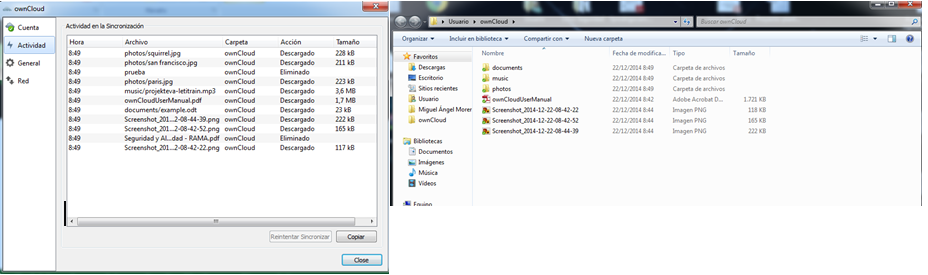 ownCloud
Cuenta
Actividad
General
Red
Actividad en la Sincronización
Hora Archivo Carpeta Acción Tamaño
8:49 photos/squirrel.jpg ownCloud Descargado 228 kB
8:49 photos/san francisco.jpg ownCloud Descargado 211 kB
8:49 prueba ownCloud Eliminado
8:49 photos/paris.jpg ownCloud Descargado 223 kB
8:49 music/projekteva-letitrain.mp3 ownCloud Descargado 3,6 MB
8:49 ownCloudUserManual.pdf ownCloud Descargado 1,7 MB
8:49 documents/example.odt ownCloud Descargado 23 kB
8:49 Screenshot_201...2-08-44-39.png ownCloud Descargado 222 kB
8:49 Screenshot_201...2-08-42-52.png ownCloud Descargado 165 kB
8:49 Seguridad y Al...dad - RAMA.pdf ownCloud Eliminado
8:49 Screenshot_201...2-08-42-22.png ownCloud Descargado 117 kB
Reintentar Sincronizar Copiar
Close
Usuario ownCloud Buscar ownCloud
Organizar Incluir en biblioteca Compartir con Nueva carpeta
Favoritos
Descargas
Escritorio
Sitios recientes
Usuario
Miguel Ángel Morer
ownCloud
Bibliotecas
Documentos
Imágenes
Música
Vídeos
Equipo
Nombre Fecha de modifica... Tipo Tamaño
documents 22/12/2014 8:49 Carpeta de archivos
music 22/12/2014 8:49 Carpeta de archivos
photos 22/12/2014 8:49 Carpeta de archivos
ownCloudUserManual 22/12/2014 8:42 Adobe Acrobat D... 1.721 KB
Screenshot_2014-12-22-08-42-22 22/12/2014 8:44 Imagen PNG 118 KB
Screenshot_2014-12-22-08-42-52 22/12/2014 8:44 Imagen PNG 165 KB
Screenshot_2014-12-22-08-44-39 22/12/2014 8:49 Imagen PNG 222 KB